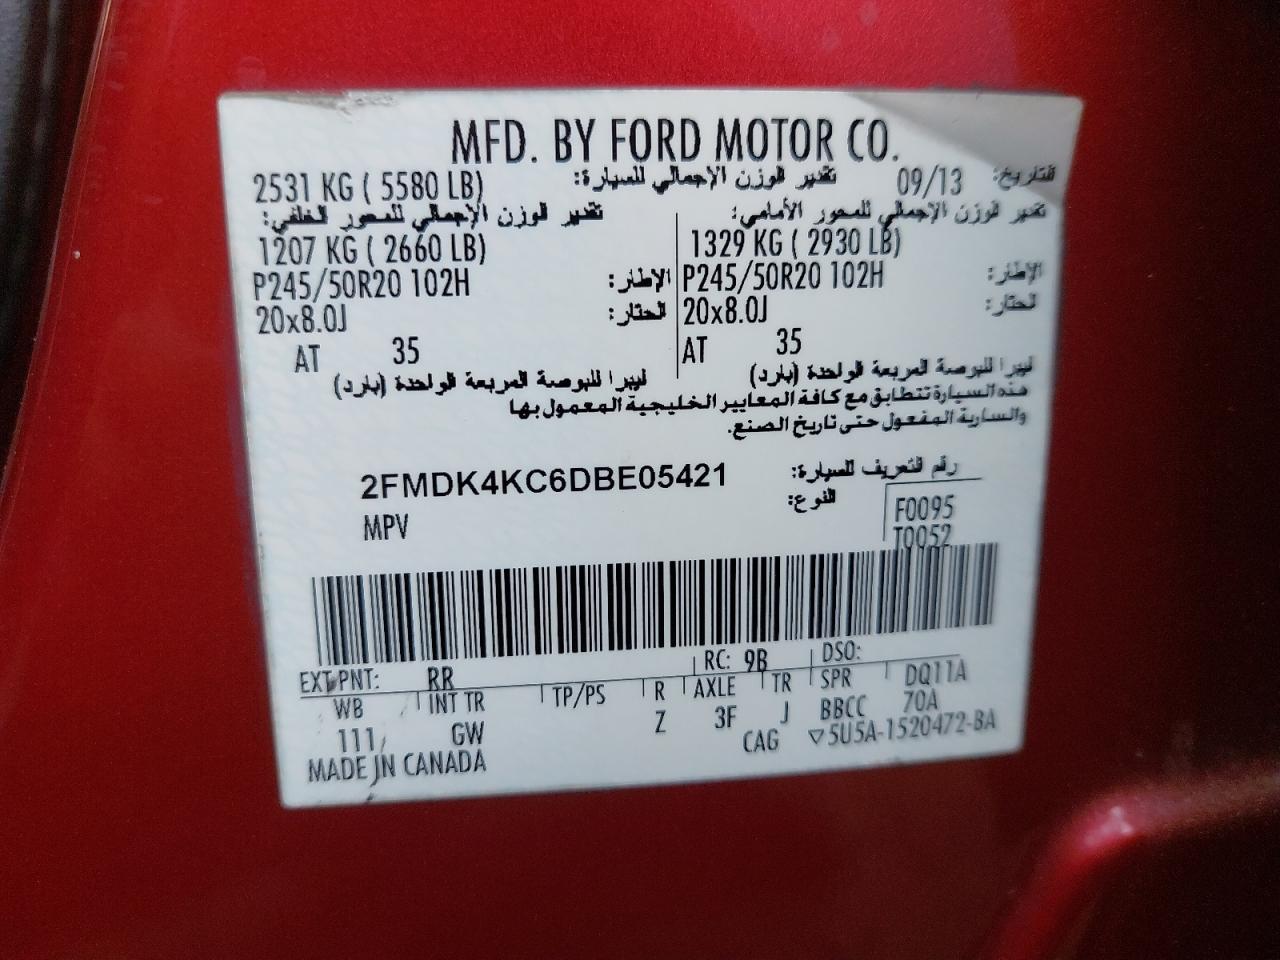 MFD. BY FORD MOTOR CO.
التاريخ: 09/13 تقدير الوزن الإجمالي للسيارة: 2531 KG ( 5580 LB)
تقدير الوزن الإجمالي للمحور الأمامي: تقدير الوزن الإجمالي للمحور الخلفي:
1329 KG ( 2930 LB) 1207 KG ( 2660 LB)
الإطار: P245/50R20 102H الإطار: P245/50R20 102H
الحتار: 20x8.0J الحتار: 20x8.0J
AT 35 AT 35
ليبرا للبوصة المربعة الواحدة (بارد) ليبرا للبوصة المربعة الواحدة (بارد)
هذه السيارة تتطابق مع كافة المعايير الخليجية المعمول بها
والسارية المفعول حتى تاريخ الصنع.
رقم التعريف للسيارة: 2FMDK4KC6DBE05421
النوع: MPV
F0095
T0052
EXT PNT: RR RC: 9B DSO:
WB INT TR TP/PS R AXLE TR SPR DQ11A
111 GW Z 3F J BBCC 70A
MADE IN CANADA CAG ▽5U5A-1520472-BA